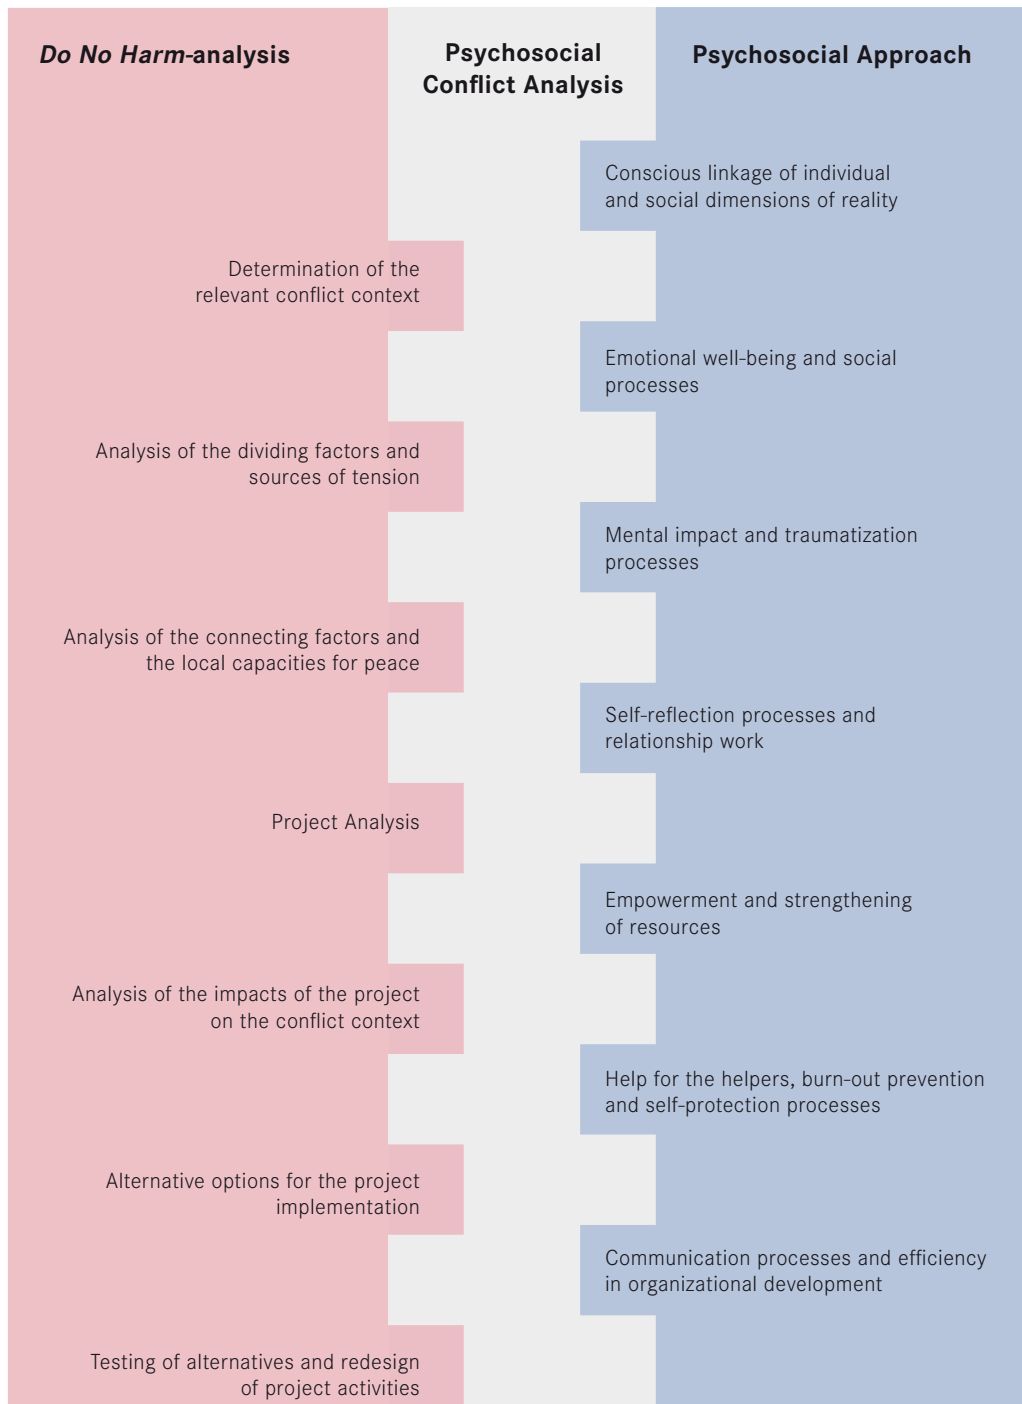 Do No Harm-analysis
Psychosocial
Conflict Analysis
Psychosocial Approach
Conscious linkage of individual
and social dimensions of reality
Determination of the
relevant conflict context
Emotional well-being and social
processes
Analysis of the dividing factors and
sources of tension
Mental impact and traumatization
processes
Analysis of the connecting factors and
the local capacities for peace
Self-reflection processes and
relationship work
Project Analysis
Empowerment and strengthening
of resources
Analysis of the impacts of the project
on the conflict context
Help for the helpers, burn-out prevention
and self-protection processes
Alternative options for the project
implementation
Communication processes and efficiency
in organizational development
Testing of alternatives and redesign
of project activities